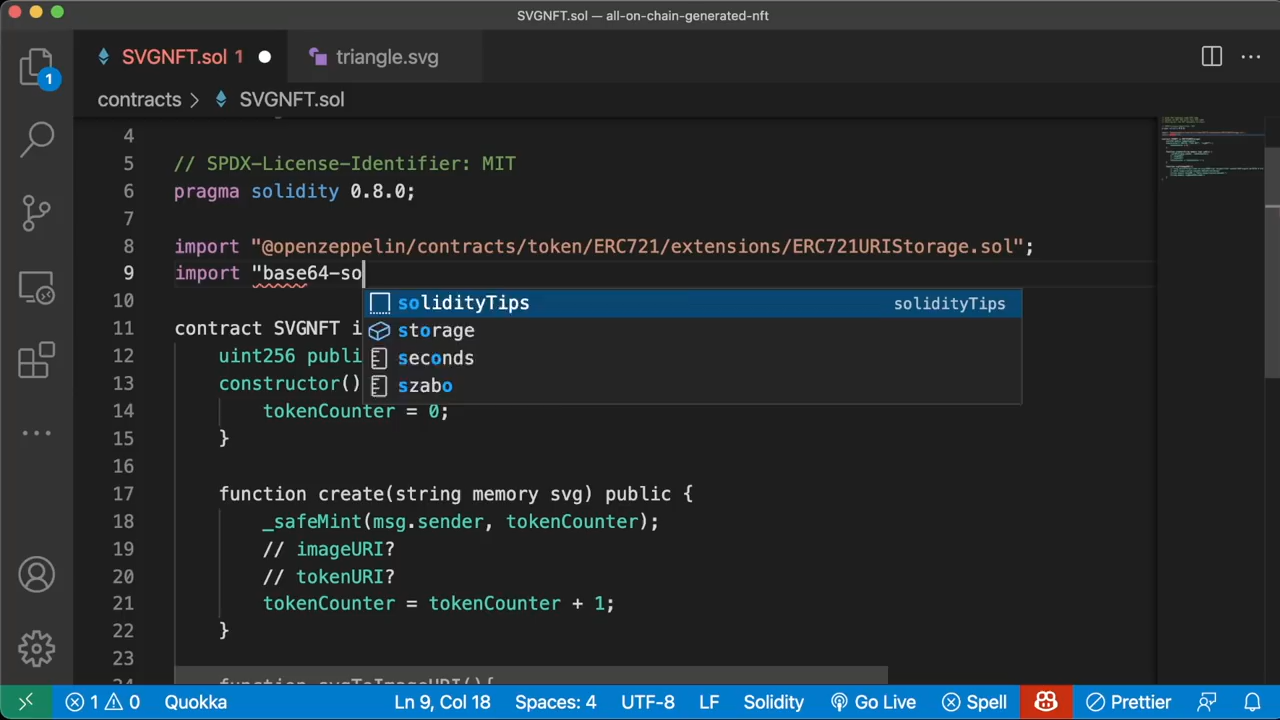 SVGNFT.sol — all-on-chain-generated-nft
SVGNFT.sol 1
triangle.svg
1
contracts > SVGNFT.sol
4
5 // SPDX-License-Identifier: MIT
6 pragma solidity 0.8.0;
7
8 import "@openzeppelin/contracts/token/ERC721/extensions/ERC721URIStorage.sol";
9 import "base64-so
solidityTips solidityTips
storage
seconds
szabo
10
11 contract SVGNFT i
12 uint256 publi
13 constructor()
14 tokenCounter = 0;
15 }
16
17 function create(string memory svg) public {
18 _safeMint(msg.sender, tokenCounter);
19 // imageURI?
20 // tokenURI?
21 tokenCounter = tokenCounter + 1;
22 }
23
function svgToImageURI(){
1 0 Quokka Ln 9, Col 18 Spaces: 4 UTF-8 LF Solidity Go Live Spell Prettier